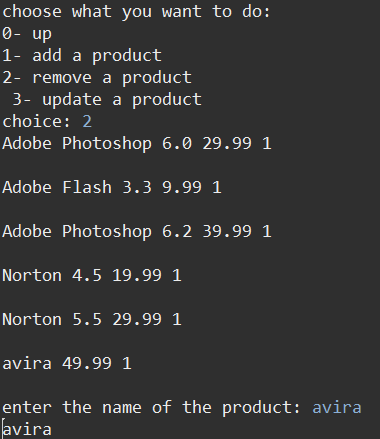 choose what you want to do:
0- up
1- add a product
2- remove a product
 3- update a product
choice: 2
Adobe Photoshop 6.0 29.99 1
Adobe Flash 3.3 9.99 1
Adobe Photoshop 6.2 39.99 1
Norton 4.5 19.99 1
Norton 5.5 29.99 1
avira 49.99 1
enter the name of the product: avira
avira